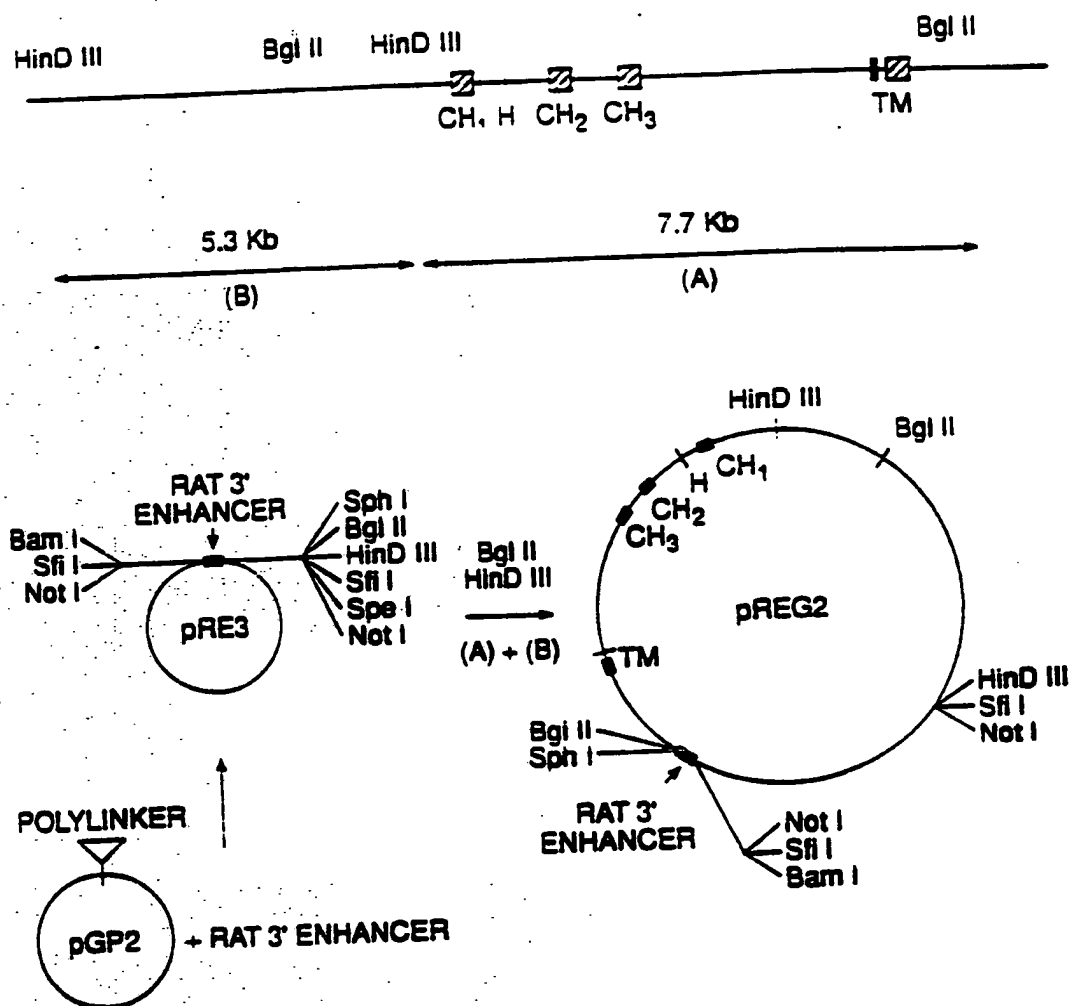 HinD III Bgl II HinD III Bgl II
CH1 H CH2 CH3 TM
5.3 Kb 7.7 Kb
(B) (A)
HinD III
Bgl II
CH1
H
CH2
CH3
pREG2
TM
HinD III
Sfi I
Not I
Bgl II
Sph I
RAT 3'
ENHANCER
Not I
Sfi I
Bam I
RAT 3'
ENHANCER
Bam I
Sfi I
Not I
Sph I
Bgl II
HinD III
Sfi I
Spe I
Not I
pRE3
Bgl II
HinD III
(A) + (B)
POLYLINKER
pGP2
+ RAT 3' ENHANCER